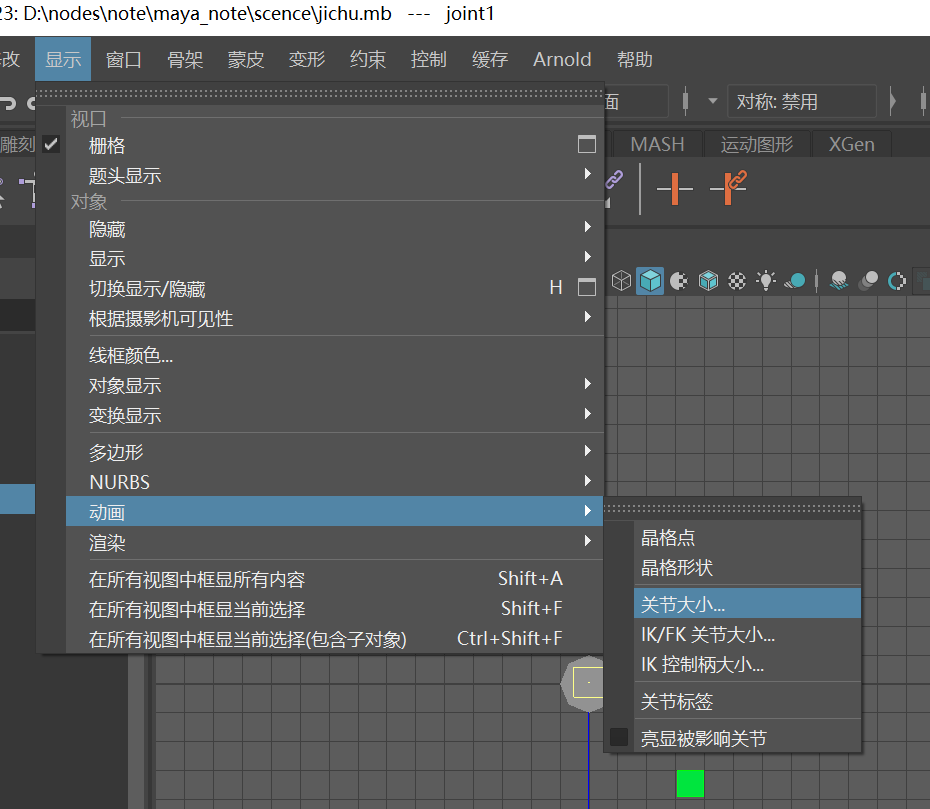 23: D:\nodes\note\maya_note\scence\jichu.mb --- joint1
改 显示 窗口 骨架 蒙皮 变形 约束 控制 缓存 Arnold 帮助
面 对称: 禁用
雕刻 MASH 运动图形 XGen
视口
栅格
题头显示
对象
隐藏
显示
切换显示/隐藏 H
根据摄影机可见性
线框颜色...
对象显示
变换显示
多边形
NURBS
动画
渲染
在所有视图中框显所有内容 Shift+A
在所有视图中框显当前选择 Shift+F
在所有视图中框显当前选择(包含子对象) Ctrl+Shift+F
晶格点
晶格形状
关节大小...
IK/FK 关节大小...
IK 控制柄大小...
关节标签
亮显被影响关节